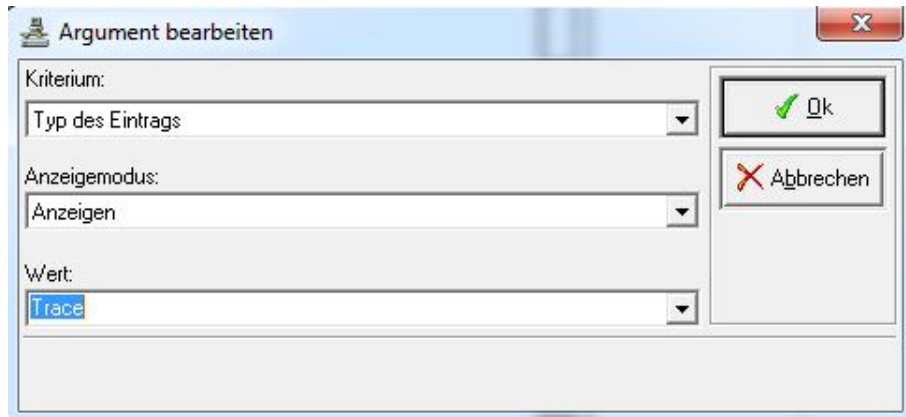 Argument bearbeiten
Kriterium:
Typ des Eintrags
Ok
Anzeigemodus:
Abbrechen
Anzeigen
Wert:
Trace